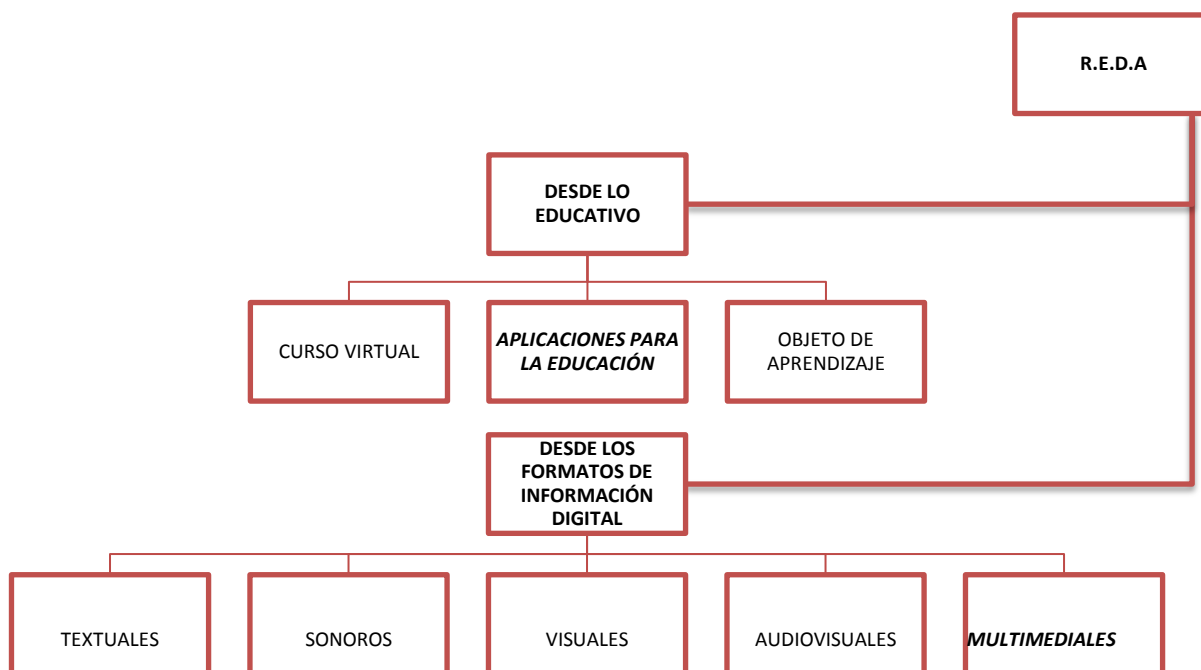 R.E.D.A
DESDE LO
EDUCATIVO
CURSO VIRTUAL
APLICACIONES PARA
LA EDUCACIÓN
OBJETO DE
APRENDIZAJE
DESDE LOS
FORMATOS DE
INFORMACIÓN
DIGITAL
TEXTUALES
SONOROS
VISUALES
AUDIOVISUALES
MULTIMEDIALES